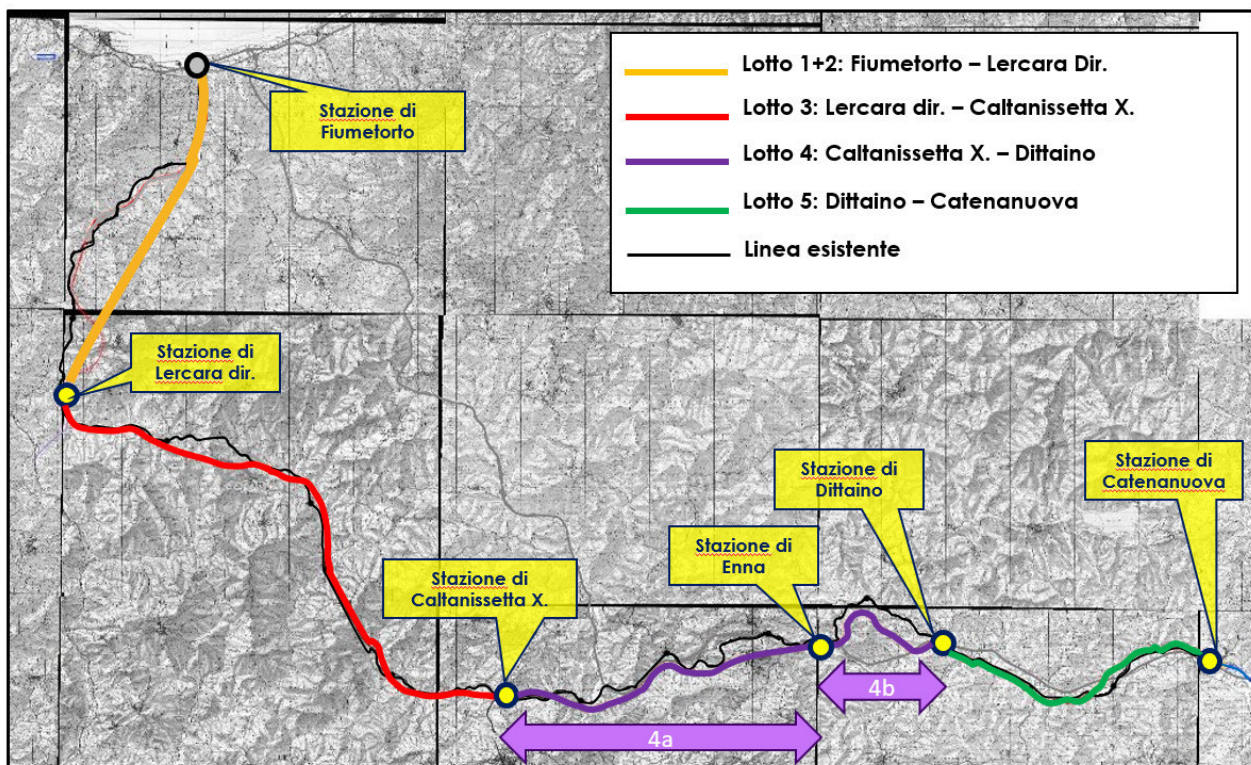 Lotto 1+2: Fiumetorto – Lercara Dir.
Lotto 3: Lercara dir. – Caltanissetta X.
Lotto 4: Caltanissetta X. – Dittaino
Lotto 5: Dittaino – Catenanuova
Linea esistente
Stazione di
Fiumetorto
Stazione di
Lercara dir.
Stazione di
Caltanissetta X.
Stazione di
Enna
Stazione di
Dittaino
Stazione di
Catenanuova
4a
4b